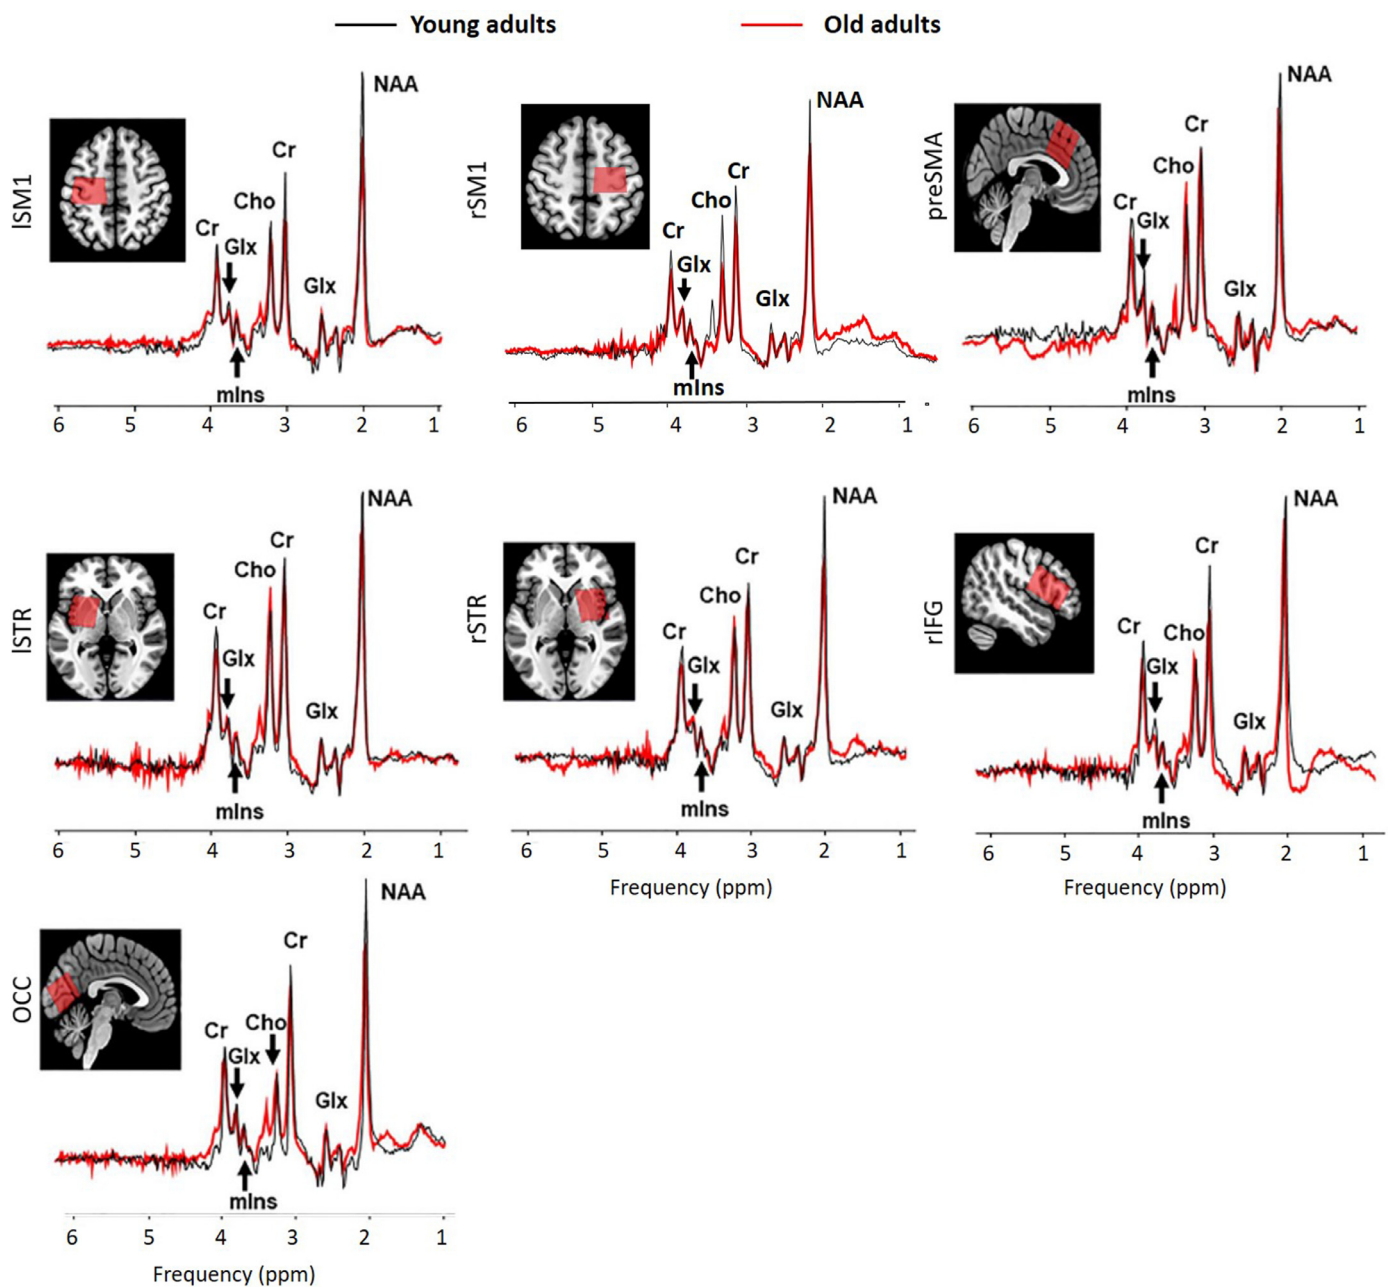 Young adults
Old adults
lSM1
NAA
Cr
Cho
Cr
Glx
Glx
mIns
6 5 4 3 2 1
rSM1
NAA
Cr
Cho
Cr
Glx
Glx
mIns
6 5 4 3 2 1
preSMA
NAA
Cr
Cho
Cr
Glx
Glx
mIns
6 5 4 3 2 1
lSTR
NAA
Cr
Cho
Cr
Glx
Glx
mIns
6 5 4 3 2 1
rSTR
NAA
Cr
Cho
Cr
Glx
Glx
mIns
6 5 4 3 2 1
Frequency (ppm)
rIFG
NAA
Cr
Cr
Cho
Glx
Glx
mIns
6 5 4 3 2 1
Frequency (ppm)
OCC
NAA
Cr
Cho
Cr
Glx
Glx
mIns
6 5 4 3 2 1
Frequency (ppm)